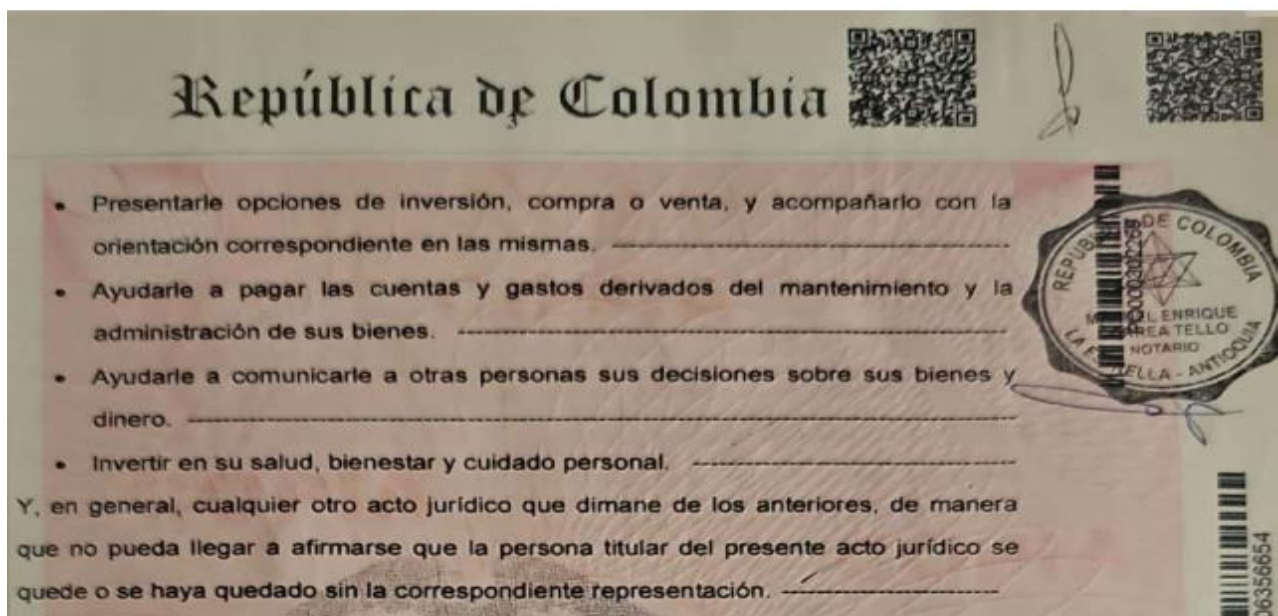 República de Colombia
• Presentarle opciones de inversión, compra o venta, y acompañarlo con la
orientación correspondiente en las mismas. ----------------------------------------
• Ayudarle a pagar las cuentas y gastos derivados del mantenimiento y la
administración de sus bienes. -------------------------------------------------------
• Ayudarle a comunicarle a otras personas sus decisiones sobre sus bienes y
dinero. -----------------------------------------------------------------------------------
• Invertir en su salud, bienestar y cuidado personal. --------------------------------
Y, en general, cualquier otro acto jurídico que dimane de los anteriores, de manera
que no pueda llegar a afirmarse que la persona titular del presente acto jurídico se
quede o se haya quedado sin la correspondiente representación. ----------------------
DE COLOMBIA
ENRIQUE
TELLO
NOTARIO
ANTIOQUIA
06356654